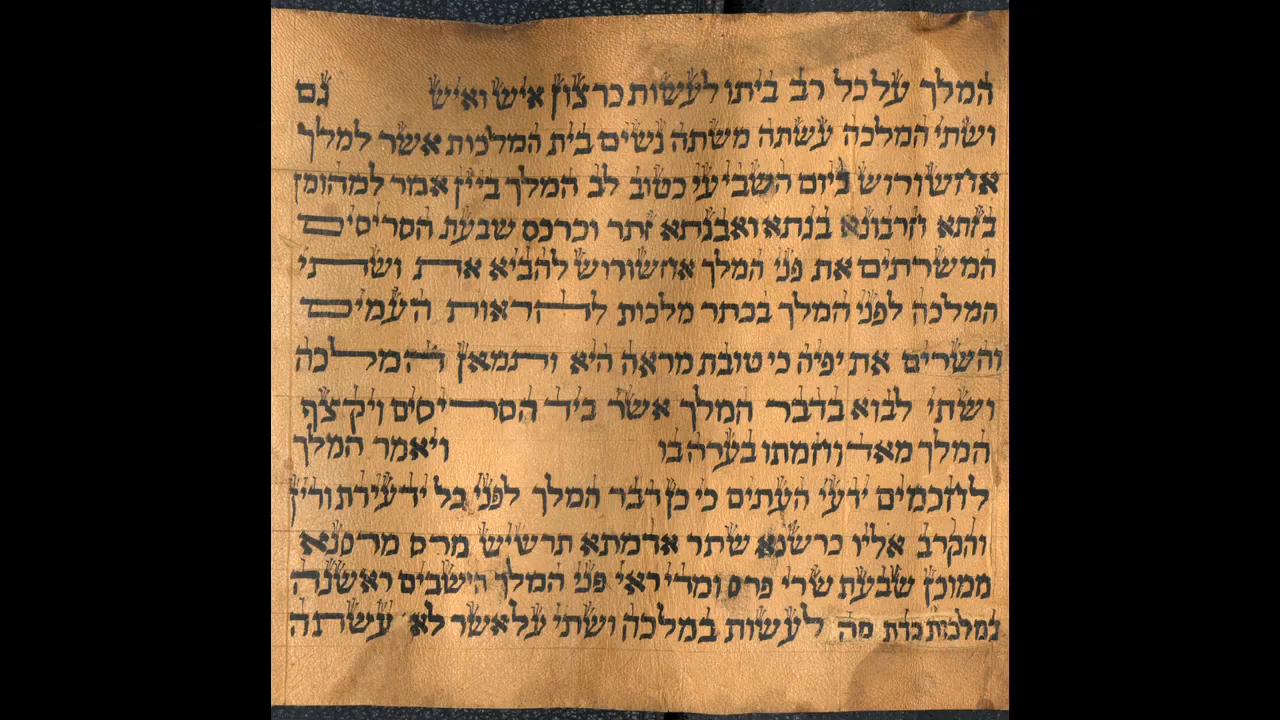 המלך על כל רב ביתו לעשות כרצון איש ואיש גם
ושתי המלכה עשתה משתה נשים בית המלכות אשר למלך
אחשורוש ביום השביעי כטוב לב המלך ביין אמר למהומן
בזתא חרבונא בגתא ואבגתא זתר וכרכס שבעת הסריסים
המשרתים את פני המלך אחשורוש להביא את ושתי
המלכה לפני המלך בכתר מלכות להראות העמים
והשרים את יפיה כי טובת מראה היא ותמאן המלכה
ושתי לבוא בדבר המלך אשר ביד הסריסים ויקצף
המלך מאד וחמתו בערה בו ויאמר המלך
לחכמים ידעי העתים כי כן דבר המלך לפני כל ידעי דת ודין
והקרב אליו כרשנא שתר אדמתא תרשיש מרס מרסנא
ממוכן שבעת שרי פרס ומדי ראי פני המלך הישבים ראשנה
במלכות כדת מה לעשות במלכה ושתי על אשר לא עשתה